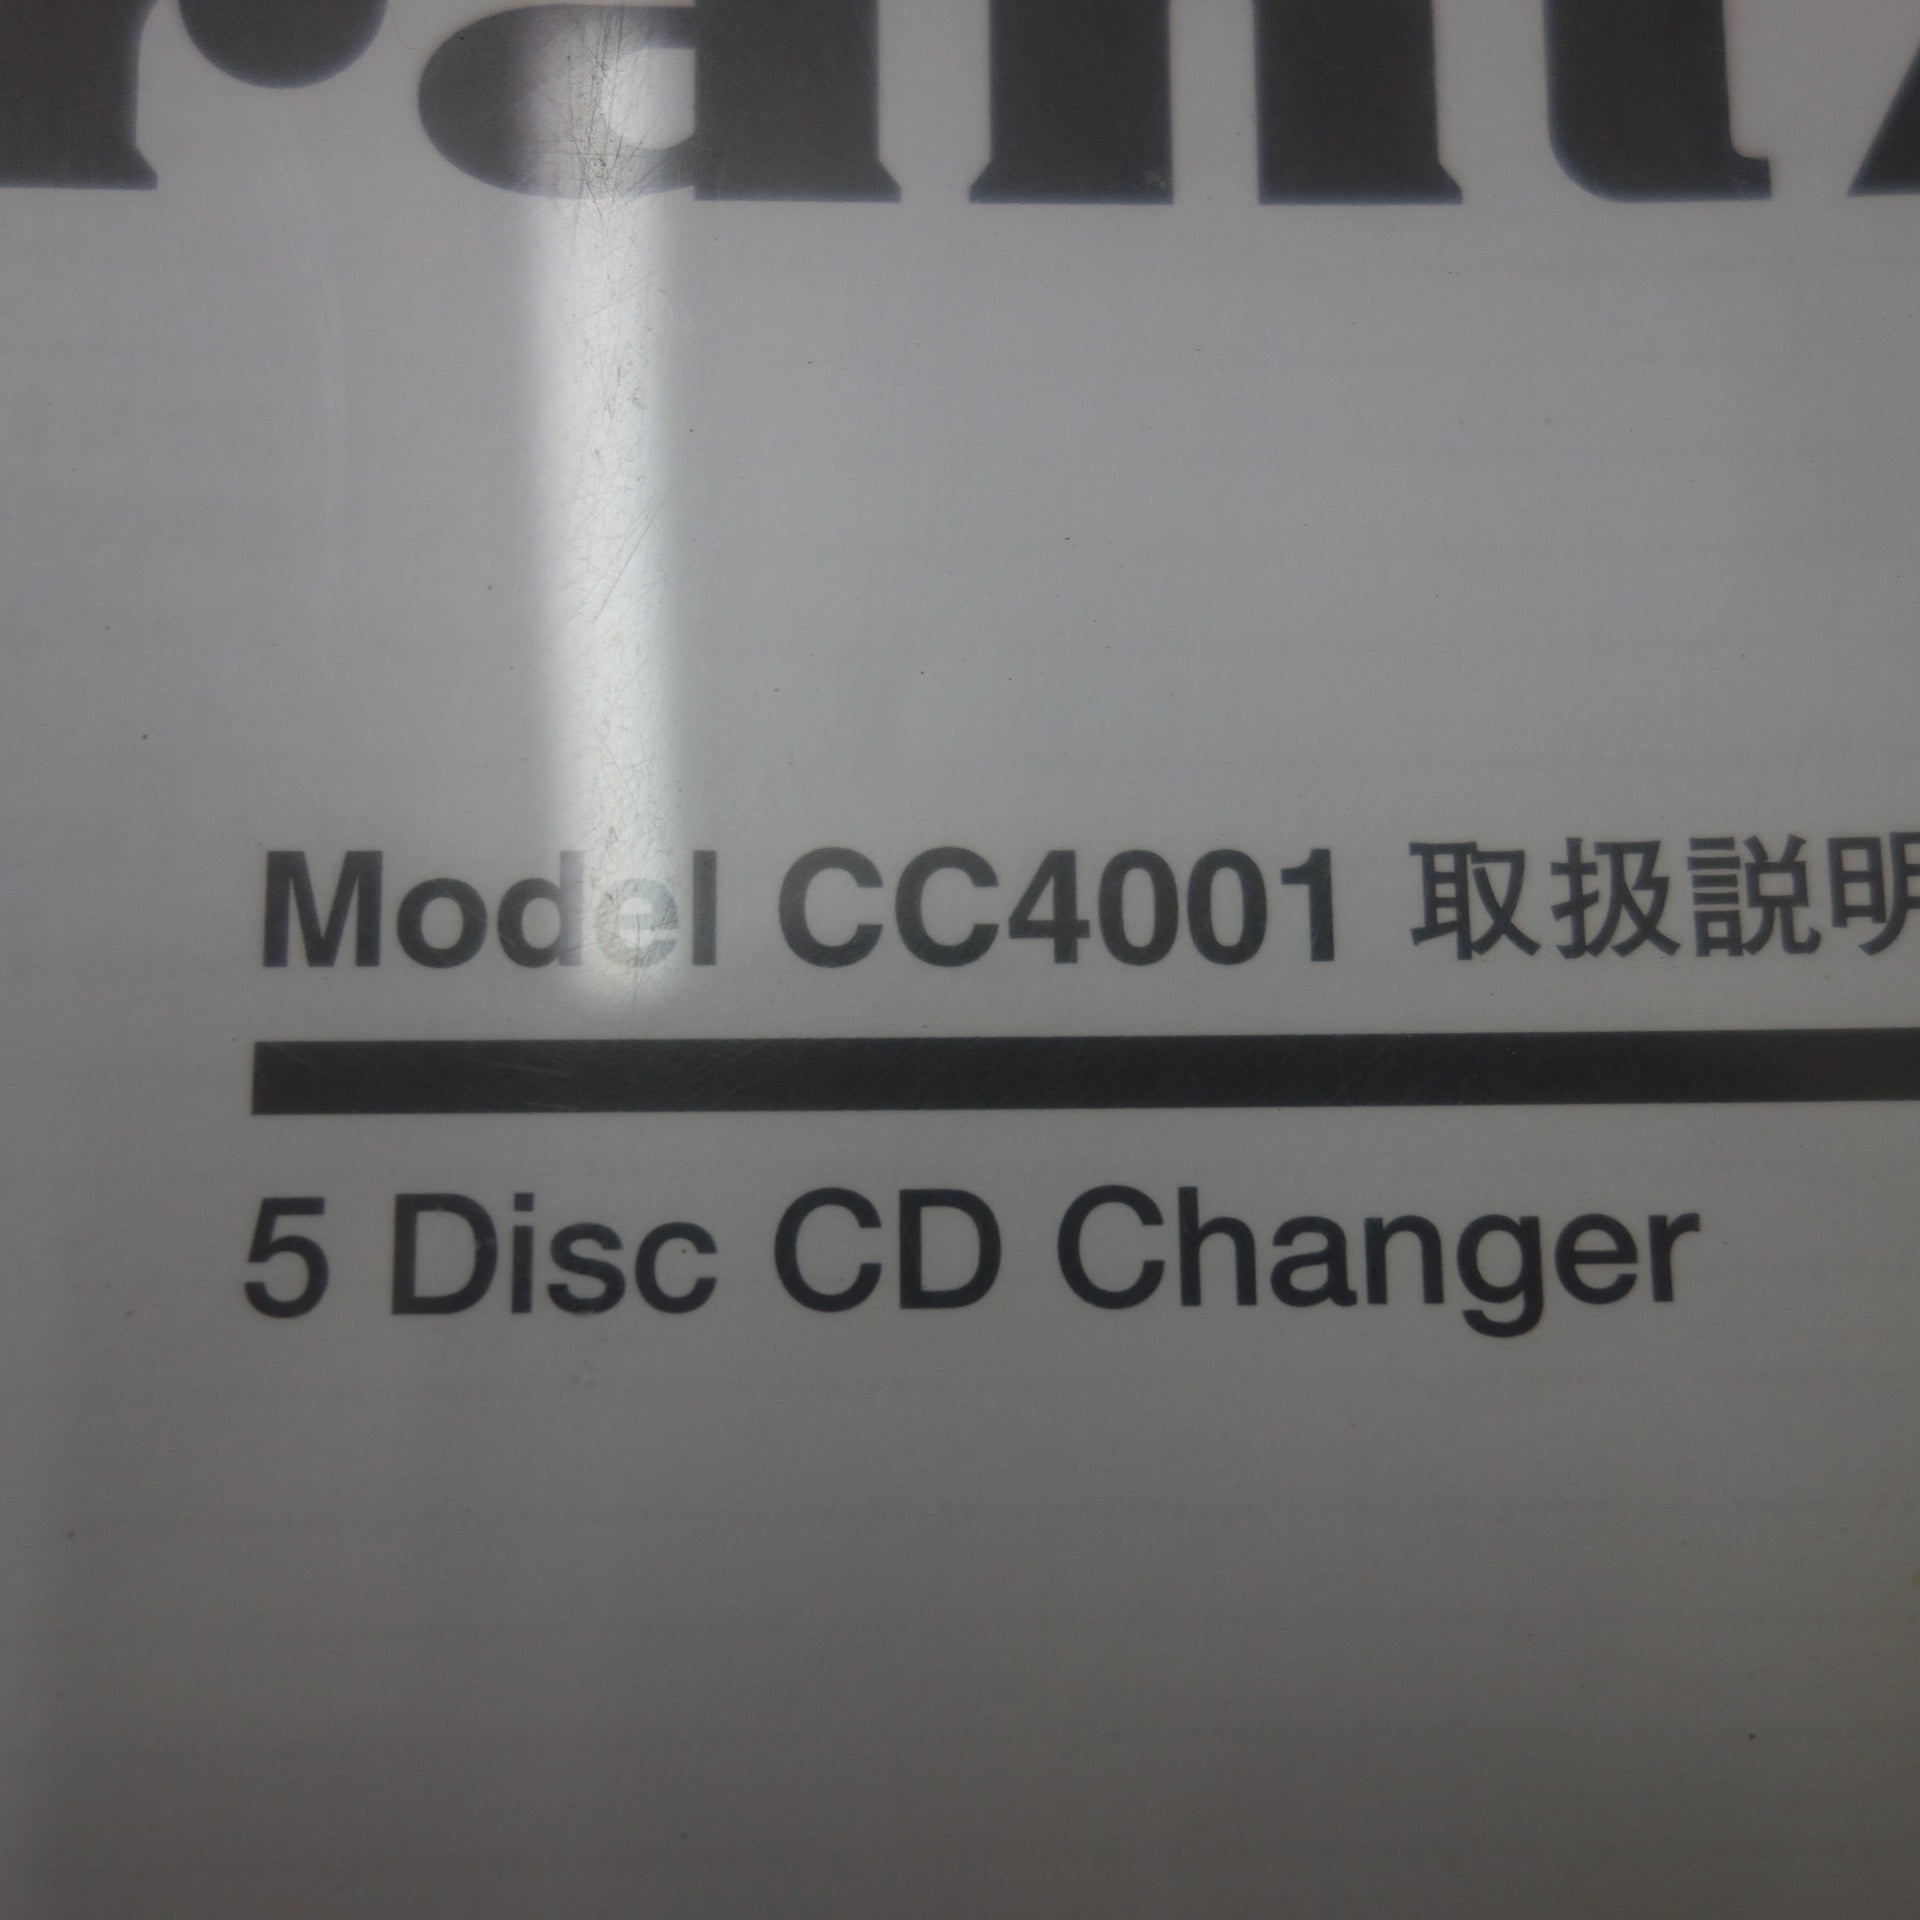 Model CC4001 取扱説明
5 Disc CD Changer